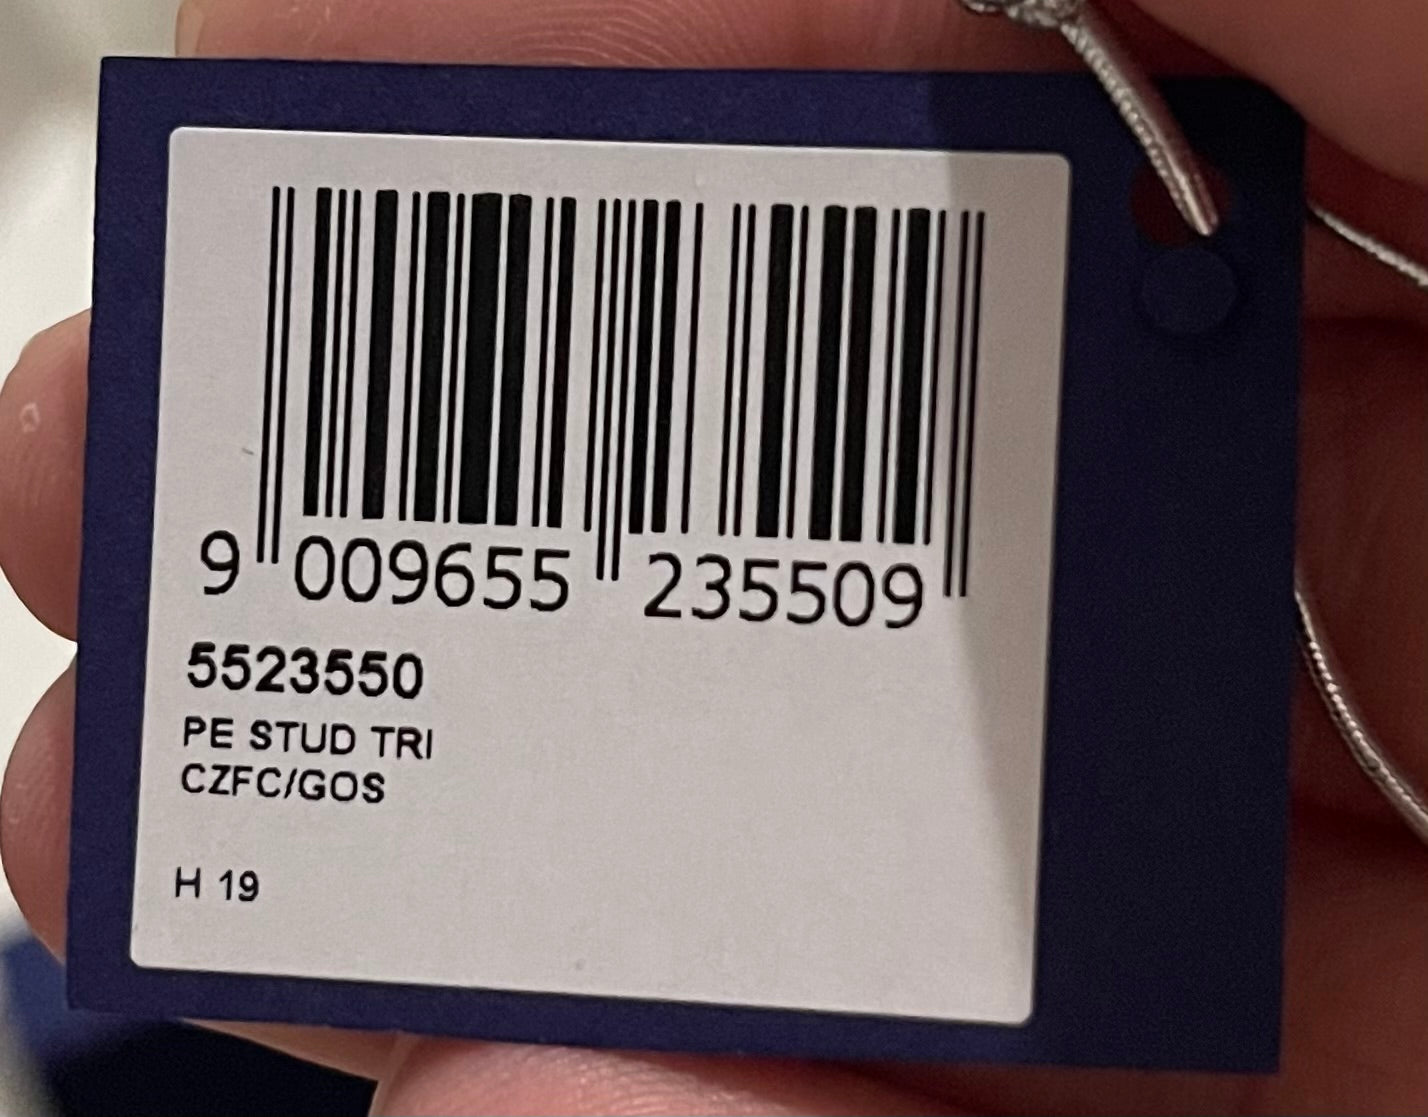 9 009655 235509
5523550
PE STUD TRI
CZFC/GOS
H 19